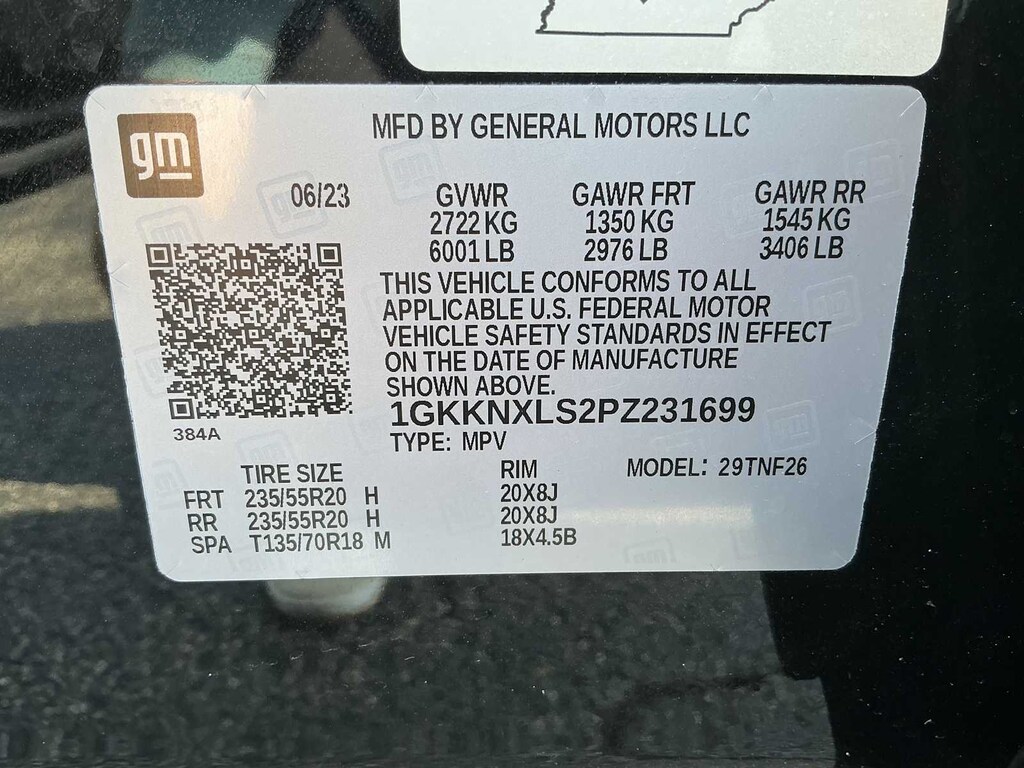 gm
MFD BY GENERAL MOTORS LLC
06/23 GVWR GAWR FRT GAWR RR
2722 KG 1350 KG 1545 KG
6001 LB 2976 LB 3406 LB
THIS VEHICLE CONFORMS TO ALL
APPLICABLE U.S. FEDERAL MOTOR
VEHICLE SAFETY STANDARDS IN EFFECT
ON THE DATE OF MANUFACTURE
SHOWN ABOVE.
1GKKNXLS2PZ231699
384A
TYPE: MPV
TIRE SIZE RIM MODEL: 29TNF26
FRT 235/55R20 H 20X8J
RR 235/55R20 H 20X8J
SPA T135/70R18 M 18X4.5B